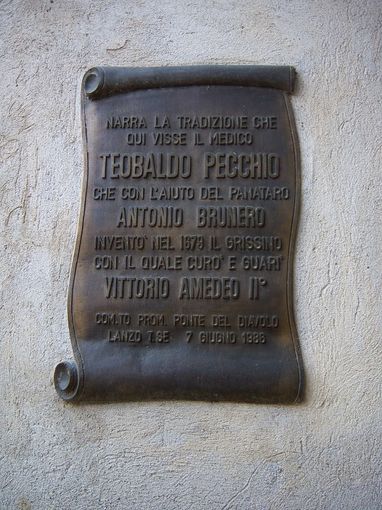 NARRA LA TRADIZIONE CHE
QUI VISSE IL MEDICO
TEOBALDO PECCHIO
CHE CON L'AIUTO DEL PANATARO
ANTONIO BRUNERO
INVENTO' NEL 1679 IL GRISSINO
CON IL QUALE CURO' E GUARI'
VITTORIO AMEDEO II°
COM.TO PROM. PONTE DEL DIAVOLO
LANZO T.SE 7 GIUGNO 1986